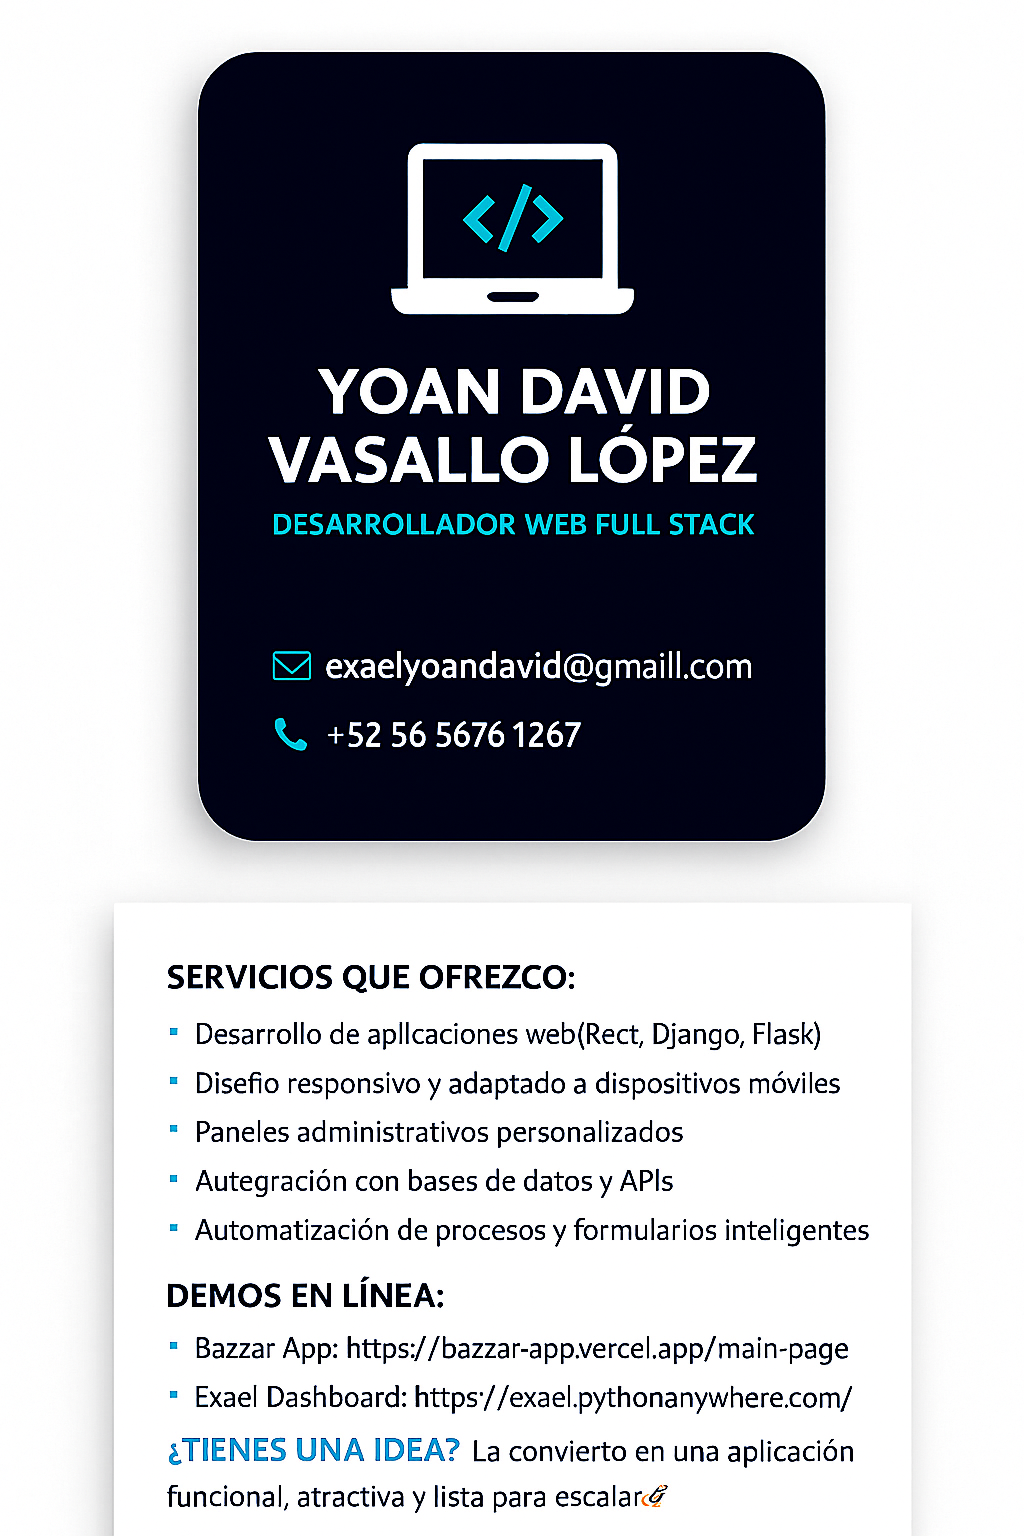 </>
YOAN DAVID
VASALLO LÓPEZ
DESARROLLADOR WEB FULL STACK
exaelyoandavid@gmaill.com
+52 56 5676 1267
SERVICIOS QUE OFREZCO:
▪ Desarrollo de apllcaciones web(Rect, Django, Flask)
▪ Diseño responsivo y adaptado a dispositivos móviles
▪ Paneles administrativos personalizados
▪ Autegración con bases de datos y APIs
▪ Automatización de procesos y formularios inteligentes
DEMOS EN LÍNEA:
▪ Bazzar App: https://bazzar-app.vercel.app/main-page
▪ Exael Dashboard: https://exael.pythonanywhere.com/
¿TIENES UNA IDEA? La convierto en una aplicación
funcional, atractiva y lista para escalar